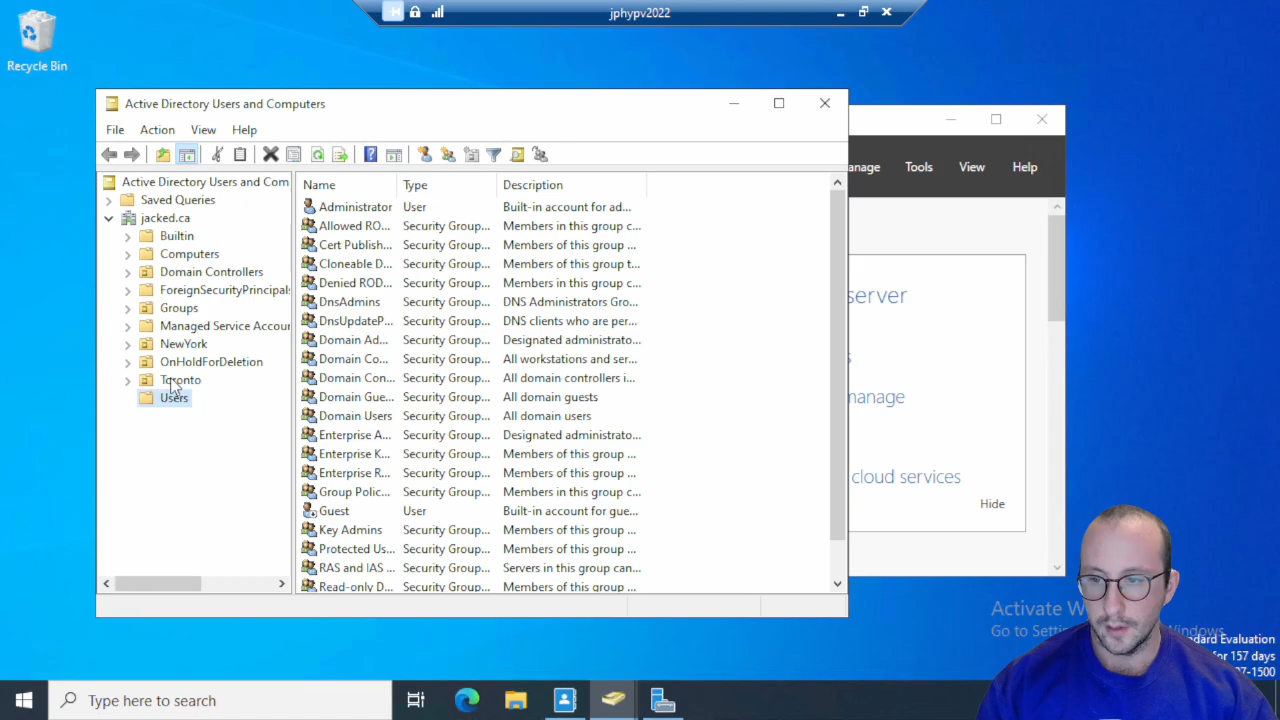 jphypv2022
Recycle Bin
Active Directory Users and Computers
File Action View Help
Active Directory Users and Com
Saved Queries
jacked.ca
Builtin
Computers
Domain Controllers
ForeignSecurityPrincipals
Groups
Managed Service Accoun
NewYork
OnHoldForDeletion
Toronto
Users
Name Type Description
Administrator User Built-in account for ad...
Allowed RO... Security Group... Members in this group c...
Cert Publish... Security Group... Members of this group ...
Cloneable D... Security Group... Members of this group t...
Denied ROD... Security Group... Members in this group c...
DnsAdmins Security Group... DNS Administrators Gro...
DnsUpdateP... Security Group... DNS clients who are per...
Domain Ad... Security Group... Designated administrato...
Domain Co... Security Group... All workstations and ser...
Domain Con... Security Group... All domain controllers i...
Domain Gue... Security Group... All domain guests
Domain Users Security Group... All domain users
Enterprise A... Security Group... Designated administrato...
Enterprise K... Security Group... Members of this group ...
Enterprise R... Security Group... Members of this group ...
Group Polic... Security Group... Members in this group c...
Guest User Built-in account for gue...
Key Admins Security Group... Members of this group ...
Protected Us... Security Group... Members of this group ...
RAS and IAS ... Security Group... Servers in this group can...
Read-only D... Security Group... Members of this group ...
anage Tools View Help
server
manage
cloud services
Hide
Activate W
Go to Setti Windows.
ndard Evaluation
for 157 days
07-1500
Type here to search